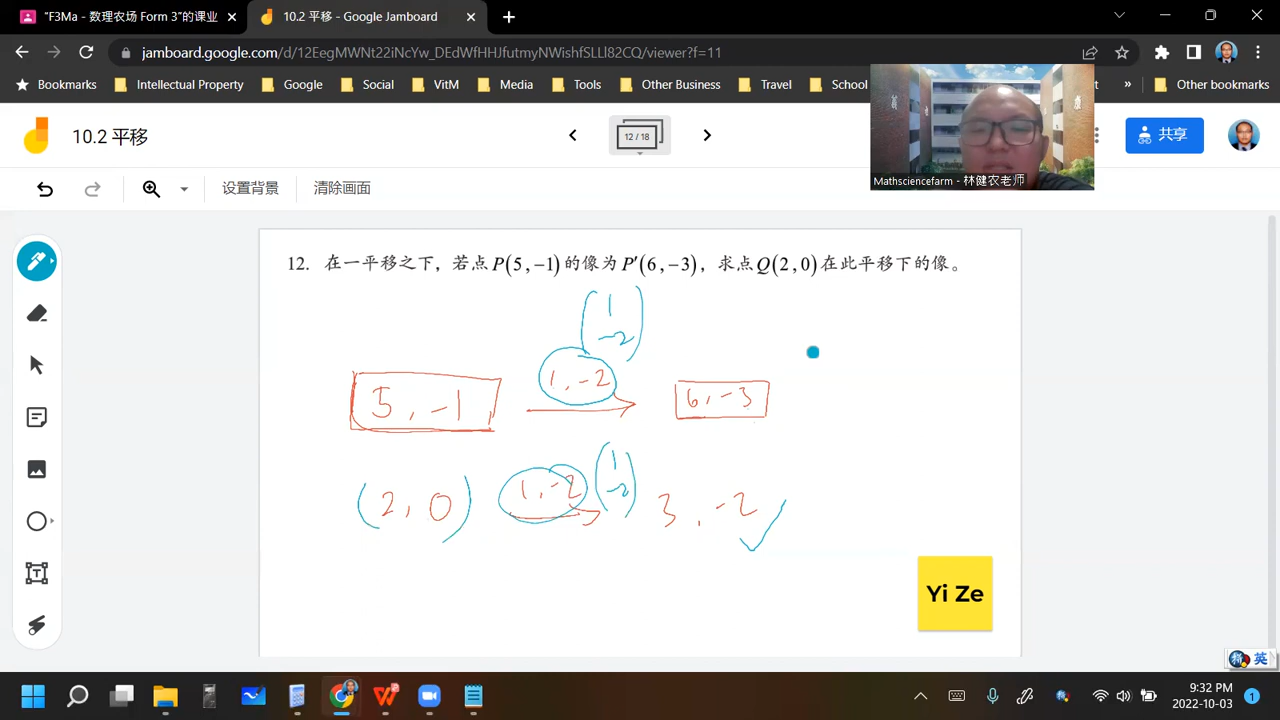 "F3Ma - 数理农场 Form 3"的课业
10.2 平移 - Google Jamboard
jamboard.google.com/d/12EegMWNt22iNcYw_DEdWfHHJfutmyNWishfSLLl82CQ/viewer?f=11
Bookmarks Intellectual Property Google Social VitM Media Tools Other Business Travel School » Other bookmarks
10.2 平移
12 / 18
共享
Mathsciencefarm - 林健农老师
设置背景 清除画面
12. 在一平移之下，若点 P(5,-1) 的像为 P'(6,-3)，求点 Q(2,0) 在此平移下的像。
(1
-2)
5, -1 1, -2 6, -3
(1
-2)
(2, 0) 1, -2 3, -2
Yi Ze
英
9:32 PM
2022-10-03
1